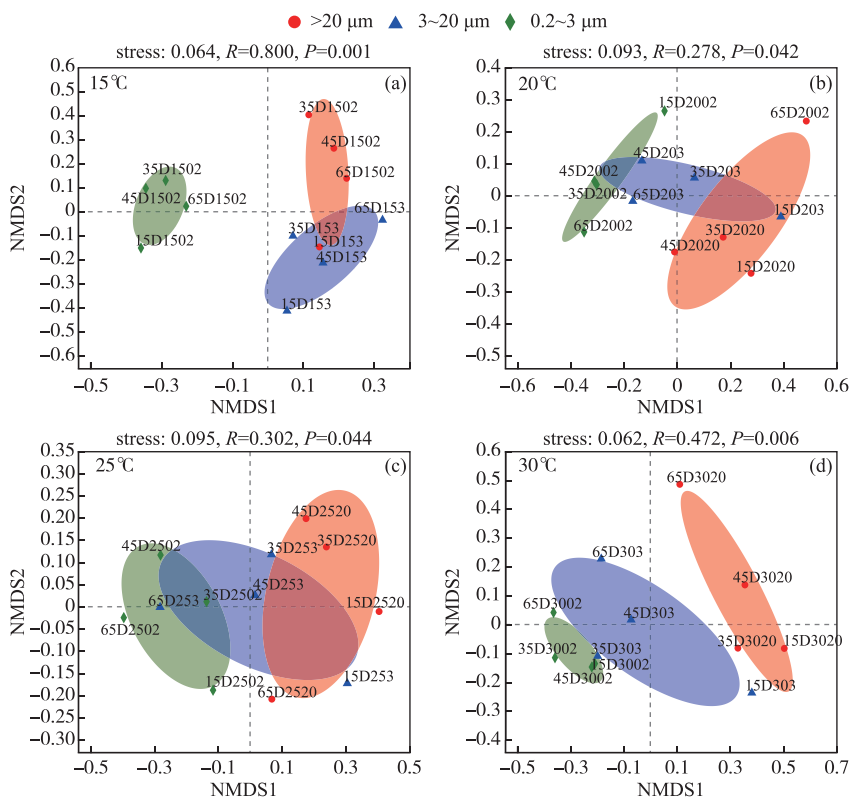 >20 μm 3~20 μm 0.2~3 μm
stress: 0.064, R=0.800, P=0.001
15℃ (a)
0.6
0.5
0.4
0.3
0.2
0.1
0
−0.1
−0.2
−0.3
−0.4
−0.5
−0.6
NMDS2
35D1502
45D1502
65D1502
35D1502
45D1502
65D1502
15D1502
65D153
35D153
15D153
45D153
15D153
−0.5 −0.3 −0.1 0.1 0.3 0.5
NMDS1
stress: 0.093, R=0.278, P=0.042
20℃ (b)
0.4
0.3
0.2
0.1
0
−0.1
−0.2
−0.3
−0.4
−0.5
NMDS2
15D2002
65D2002
45D203
45D2002
35D203
35D2002
65D203
15D203
65D2002
45D2020
35D2020
15D2020
−0.6 −0.4 −0.2 0 0.2 0.4 0.6
NMDS1
stress: 0.095, R=0.302, P=0.044
25℃ (c)
0.35
0.30
0.25
0.20
0.15
0.10
0.05
0
−0.05
−0.10
−0.15
−0.20
−0.25
−0.30
NMDS2
45D2520
45D2502
35D253
35D2520
35D2502
45D253
65D253
15D2520
65D2502
15D2502
65D2520
15D253
−0.5 −0.3 −0.1 0.1 0.3 0.5
NMDS1
stress: 0.062, R=0.472, P=0.006
30℃ (d)
0.6
0.5
0.4
0.3
0.2
0.1
0
−0.1
−0.2
−0.3
−0.4
NMDS2
65D3020
65D303
45D3020
65D3002
45D303
35D3002
35D303
35D3020
15D3020
15D3002
45D3002
15D303
−0.5 −0.3 −0.1 0.1 0.3 0.5 0.7
NMDS1